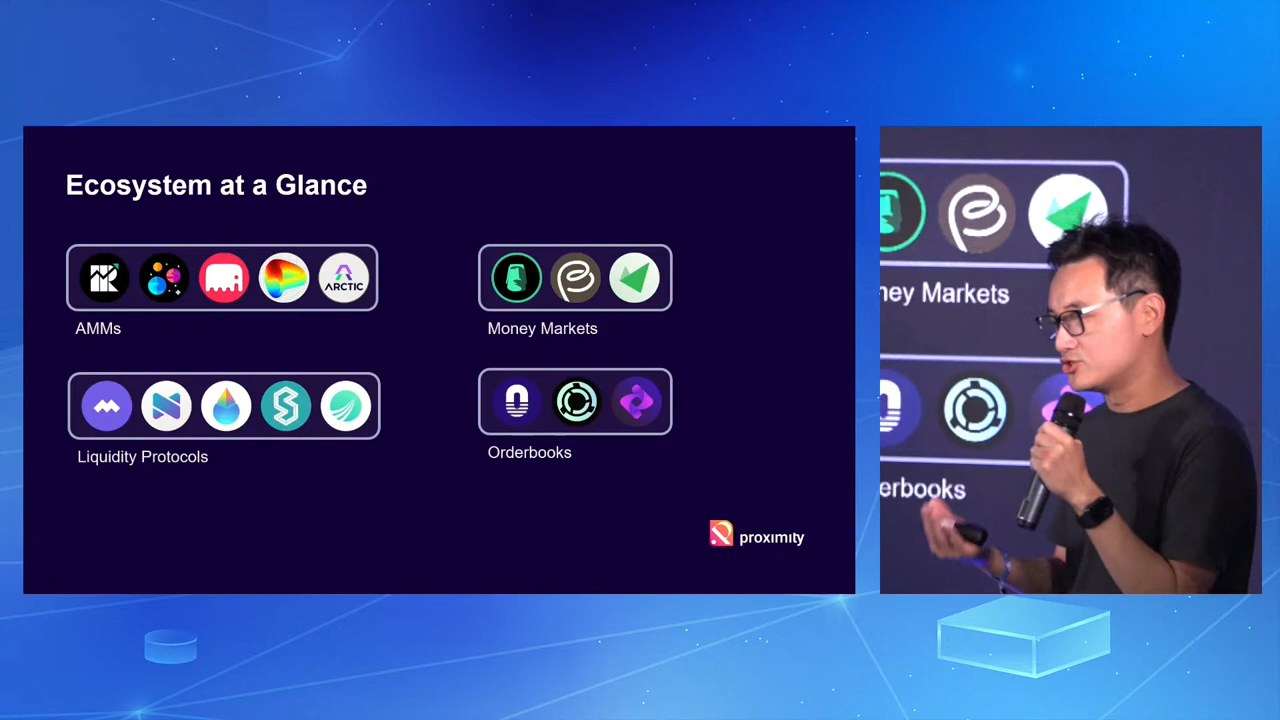 Ecosystem at a Glance
ARCTIC
AMMs
Money Markets
Liquidity Protocols
Orderbooks
proximity
ney Markets
erbooks